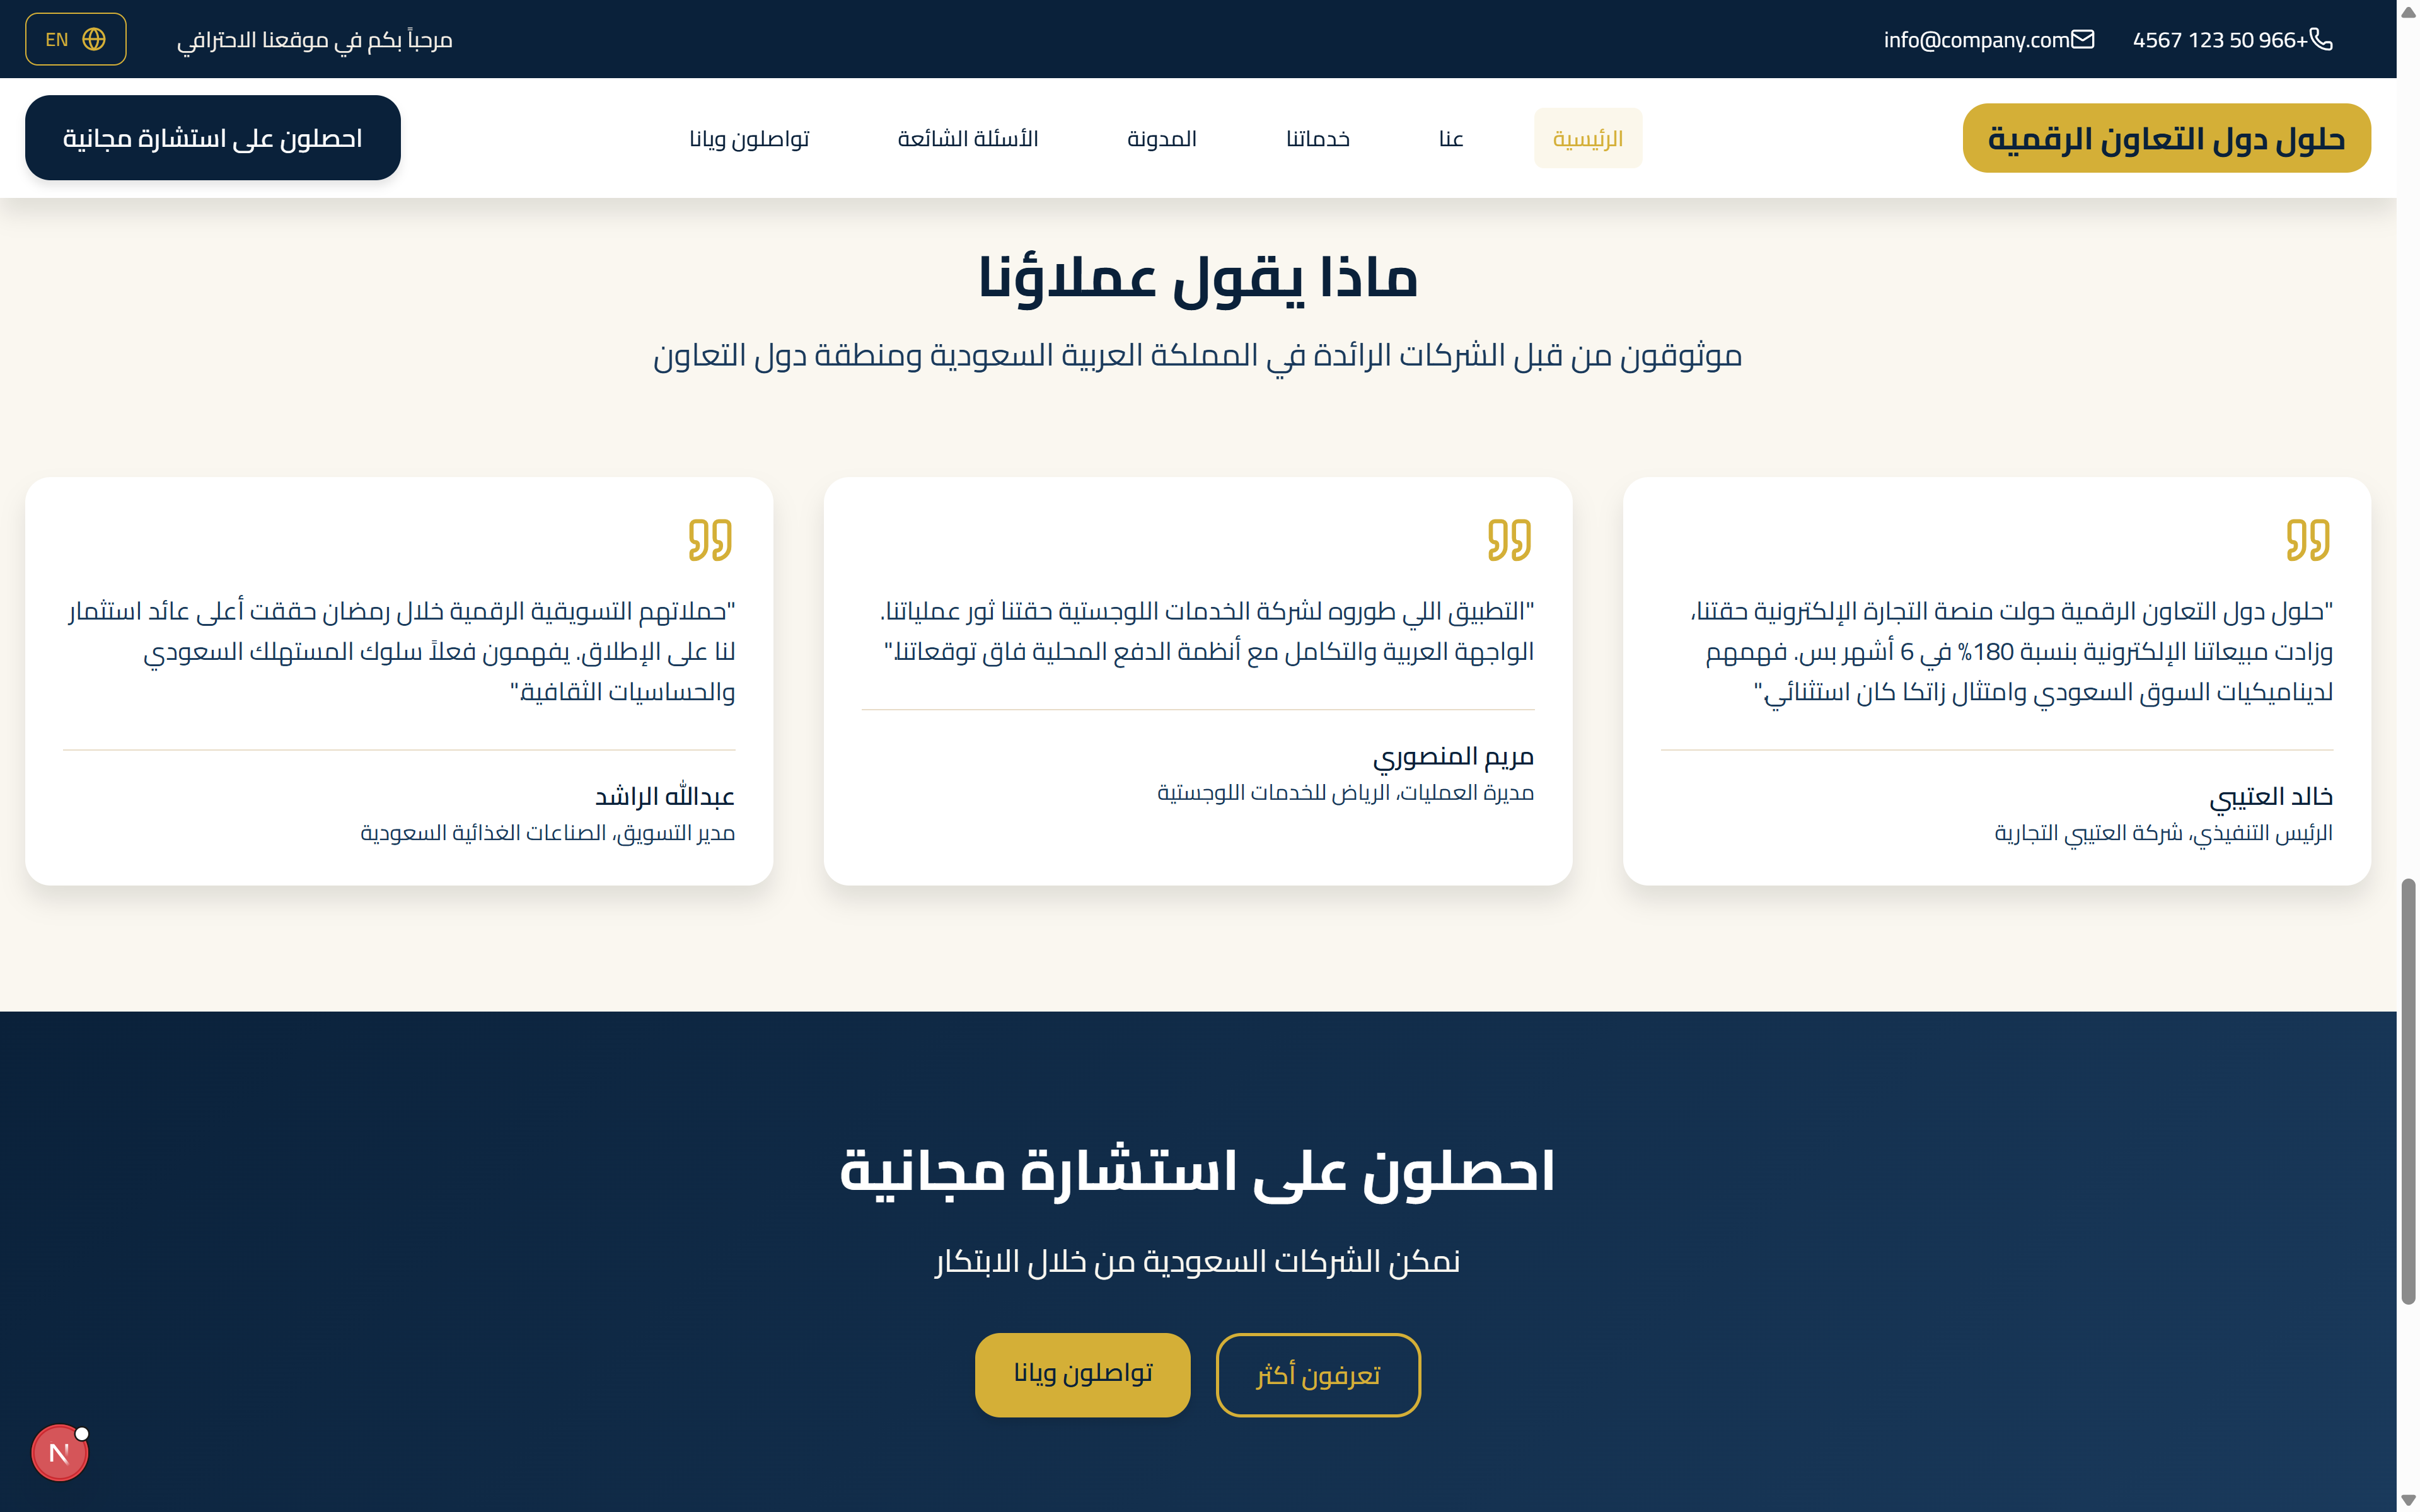 +966 50 123 4567
info@company.com
مرحباً بكم في موقعنا الاحترافي
EN
حلول دول التعاون الرقمية
الرئيسية
عنا
خدماتنا
المدونة
الأسئلة الشائعة
تواصلون ويانا
احصلون على استشارة مجانية
ماذا يقول عملاؤنا
موثوقون من قبل الشركات الرائدة في المملكة العربية السعودية ومنطقة دول التعاون
"حلول دول التعاون الرقمية حولت منصة التجارة الإلكترونية حقتنا،
وزادت مبيعاتنا الإلكترونية بنسبة 180% في 6 أشهر بس. فهمهم
لديناميكيات السوق السعودي وامتثال زاتكا كان استثنائي."
خالد العتيبي
الرئيس التنفيذي، شركة العتيبي التجارية
"التطبيق اللي طوروه لشركة الخدمات اللوجستية حقتنا ثور عملياتنا.
الواجهة العربية والتكامل مع أنظمة الدفع المحلية فاق توقعاتنا."
مريم المنصوري
مديرة العمليات، الرياض للخدمات اللوجستية
"حملاتهم التسويقية الرقمية خلال رمضان حققت أعلى عائد استثمار
لنا على الإطلاق. يفهمون فعلاً سلوك المستهلك السعودي
والحساسيات الثقافية."
عبدالله الراشد
مدير التسويق، الصناعات الغذائية السعودية
احصلون على استشارة مجانية
نمكن الشركات السعودية من خلال الابتكار
تعرفون أكثر
تواصلون ويانا
N